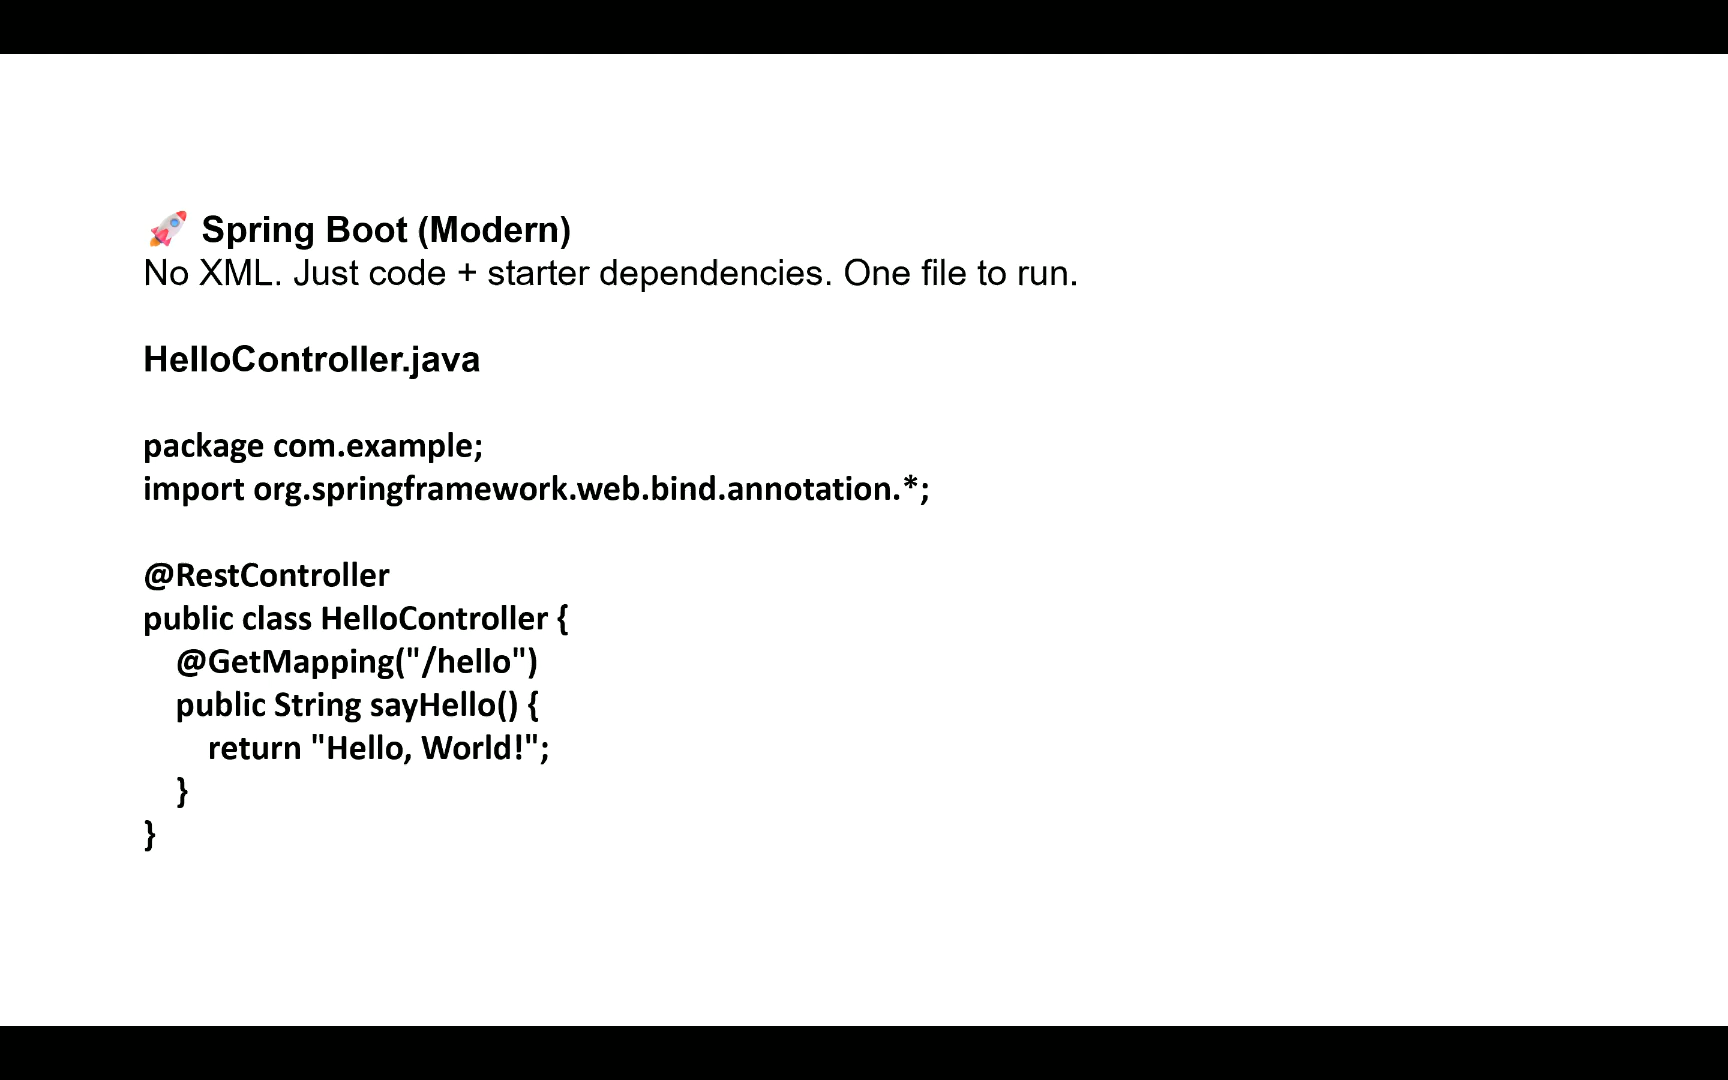 🚀 Spring Boot (Modern)
No XML. Just code + starter dependencies. One file to run.
HelloController.java
package com.example;
import org.springframework.web.bind.annotation.*;
@RestController
public class HelloController {
    @GetMapping("/hello")
    public String sayHello() {
        return "Hello, World!";
    }
}